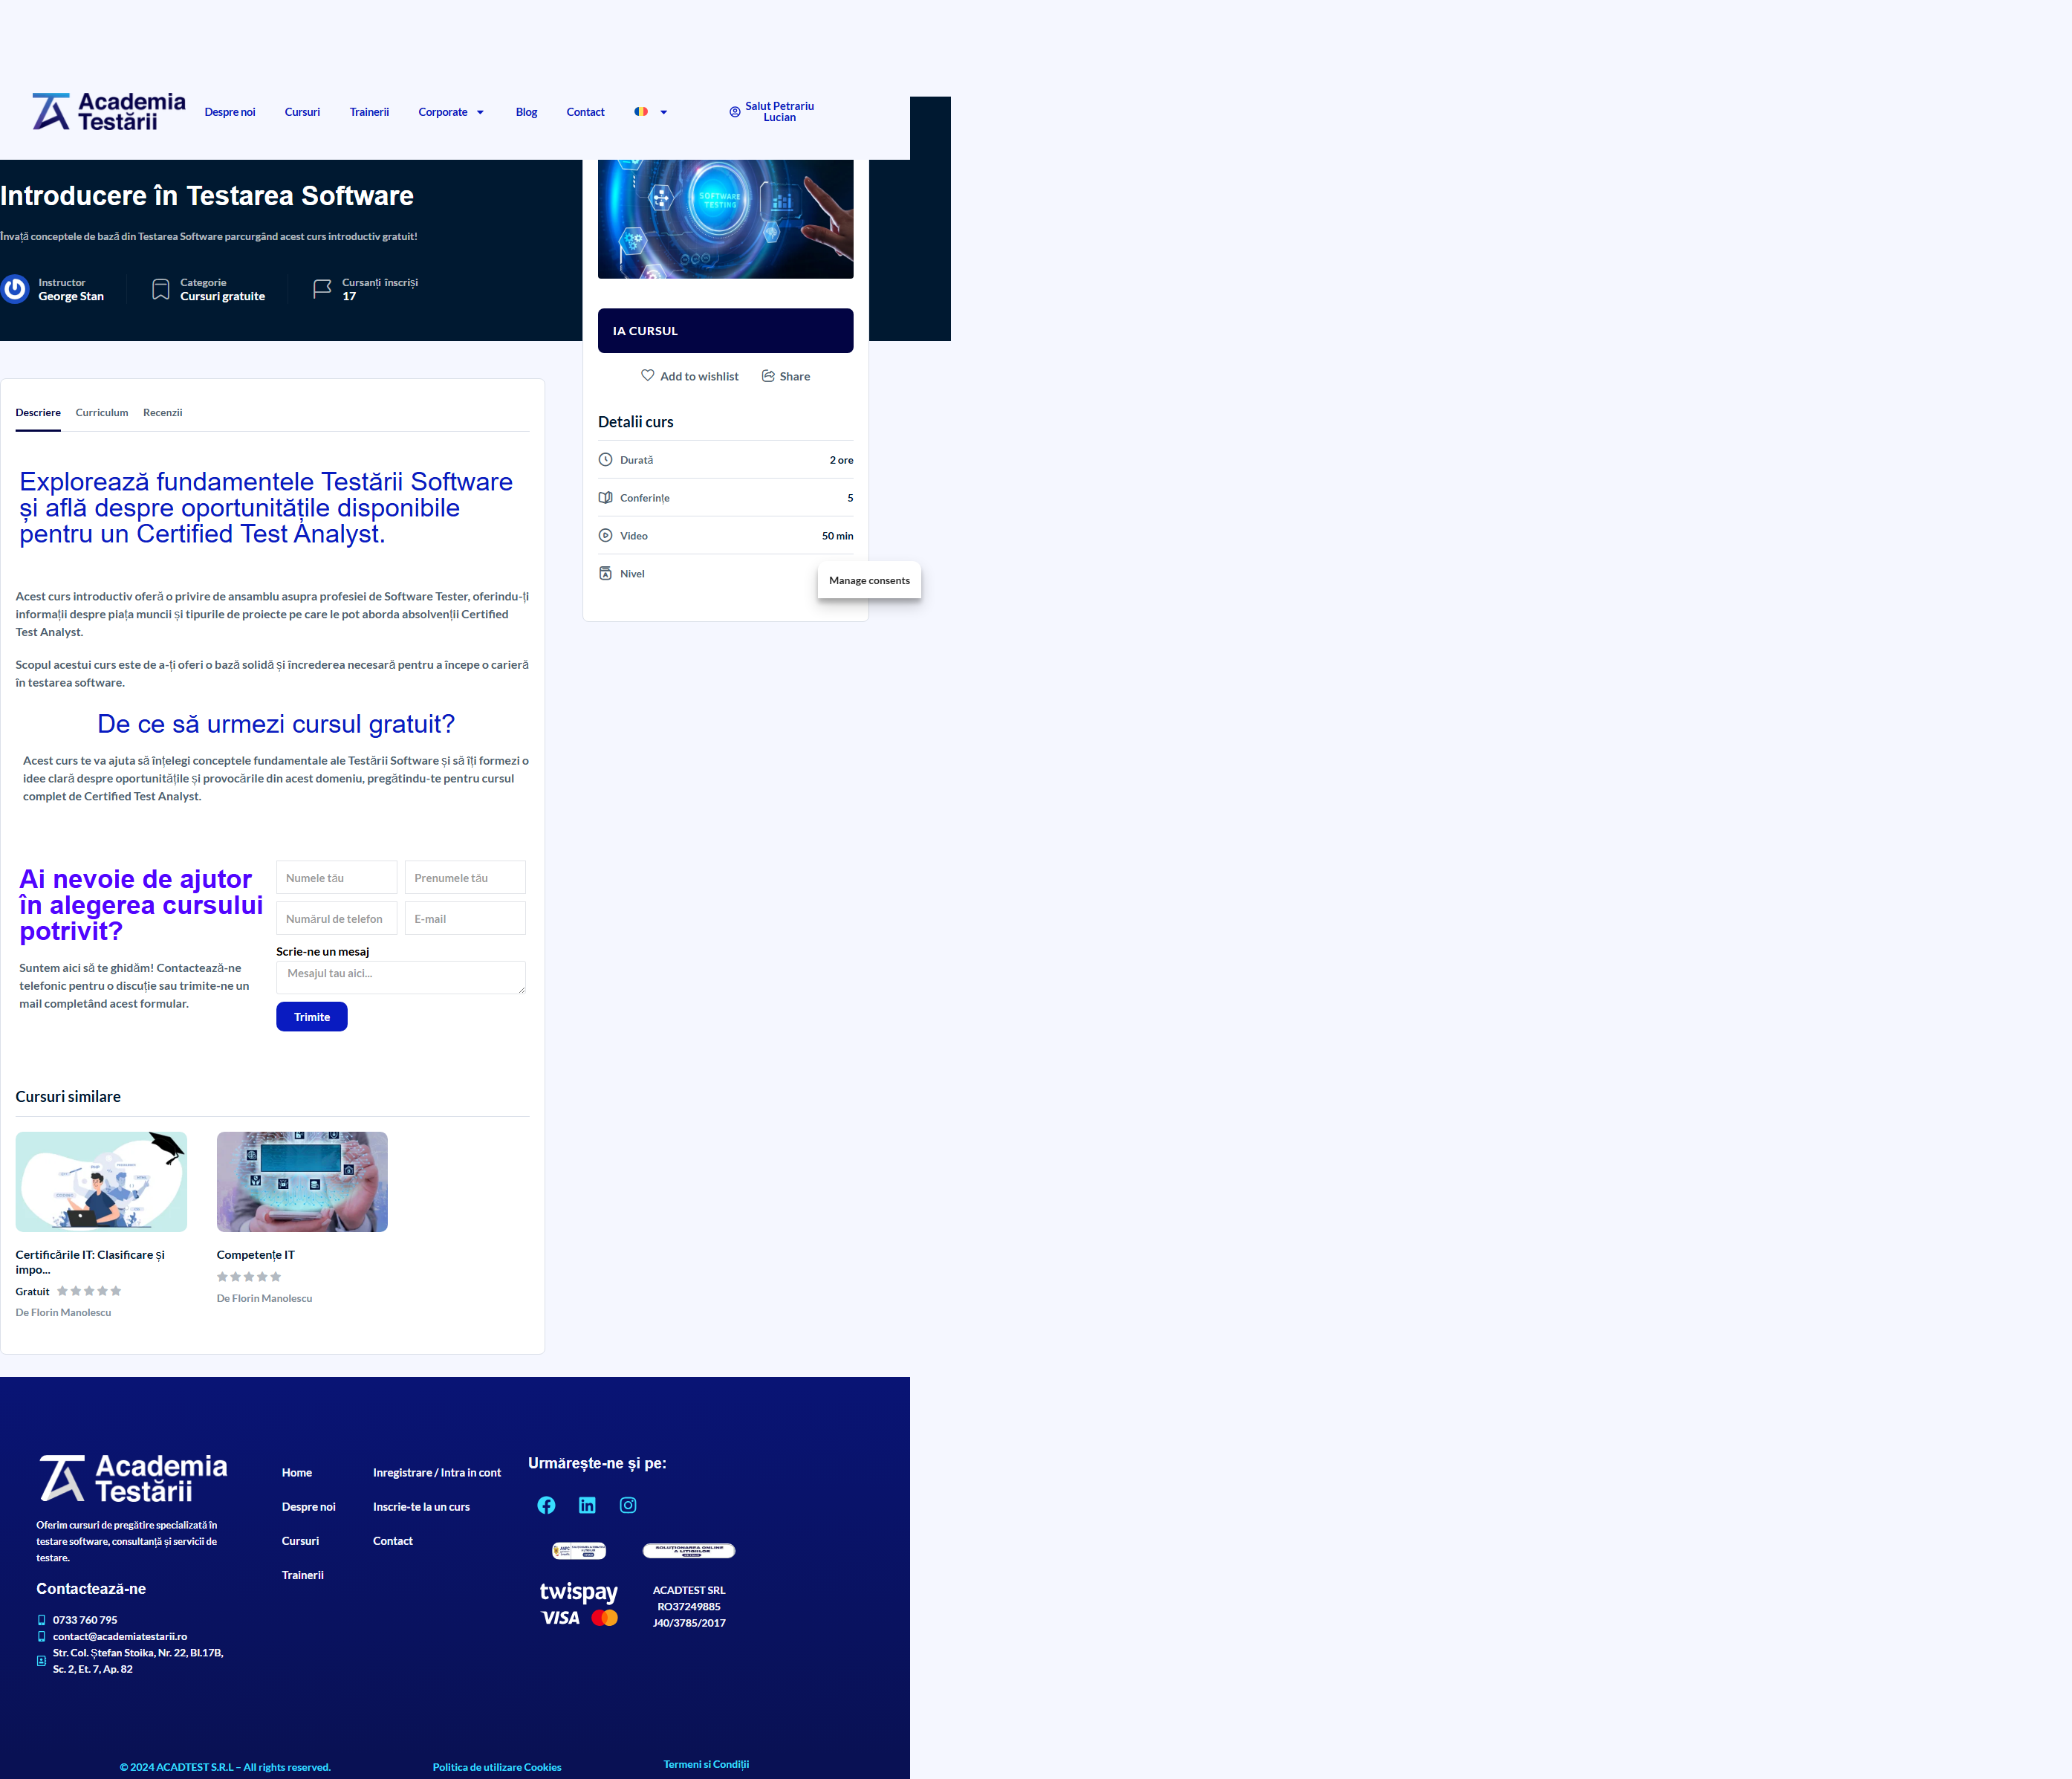 Academia
Testării
Despre noi
Cursuri
Trainerii
Corporate
Blog
Contact
Salut Petrariu
Lucian
Introducere în Testarea Software
Învață conceptele de bază din Testarea Software parcurgând acest curs introductiv gratuit!
Instructor
George Stan
Categorie
Cursuri gratuite
Cursanți înscriși
17
SOFTWARE
TESTING
IA CURSUL
Add to wishlist
Share
Detalii curs
Durată
2 ore
Conferințe
5
Video
50 min
Nivel
Manage consents
Descriere
Curriculum
Recenzii
Explorează fundamentele Testării Software
și află despre oportunitățile disponibile
pentru un Certified Test Analyst.
Acest curs introductiv oferă o privire de ansamblu asupra profesiei de Software Tester, oferindu-ți
informații despre piața muncii și tipurile de proiecte pe care le pot aborda absolvenții Certified
Test Analyst.
Scopul acestui curs este de a-ți oferi o bază solidă și încrederea necesară pentru a începe o carieră
în testarea software.
De ce să urmezi cursul gratuit?
Acest curs te va ajuta să înțelegi conceptele fundamentale ale Testării Software și să îți formezi o
idee clară despre oportunitățile și provocările din acest domeniu, pregătindu-te pentru cursul
complet de Certified Test Analyst.
Ai nevoie de ajutor
în alegerea cursului
potrivit?
Suntem aici să te ghidăm! Contactează-ne
telefonic pentru o discuție sau trimite-ne un
mail completând acest formular.
Numele tău
Prenumele tău
Numărul de telefon
E-mail
Scrie-ne un mesaj
Mesajul tau aici...
Trimite
Cursuri similare
Certificările IT: Clasificare și
impo...
Gratuit
De Florin Manolescu
Competențe IT
De Florin Manolescu
Academia
Testării
Oferim cursuri de pregătire specializată în
testare software, consultanță și servicii de
testare.
Contactează-ne
0733 760 795
contact@academiatestarii.ro
Str. Col. Ștefan Stoika, Nr. 22, Bl.17B,
Sc. 2, Et. 7, Ap. 82
Home
Despre noi
Cursuri
Trainerii
Inregistrare / Intra in cont
Inscrie-te la un curs
Contact
Urmărește-ne și pe:
SOLUȚIONAREA ONLINE
A LITIGIILOR
twispay
VISA
ACADTEST SRL
RO37249885
J40/3785/2017
© 2024 ACADTEST S.R.L – All rights reserved.
Politica de utilizare Cookies
Termeni si Condiții